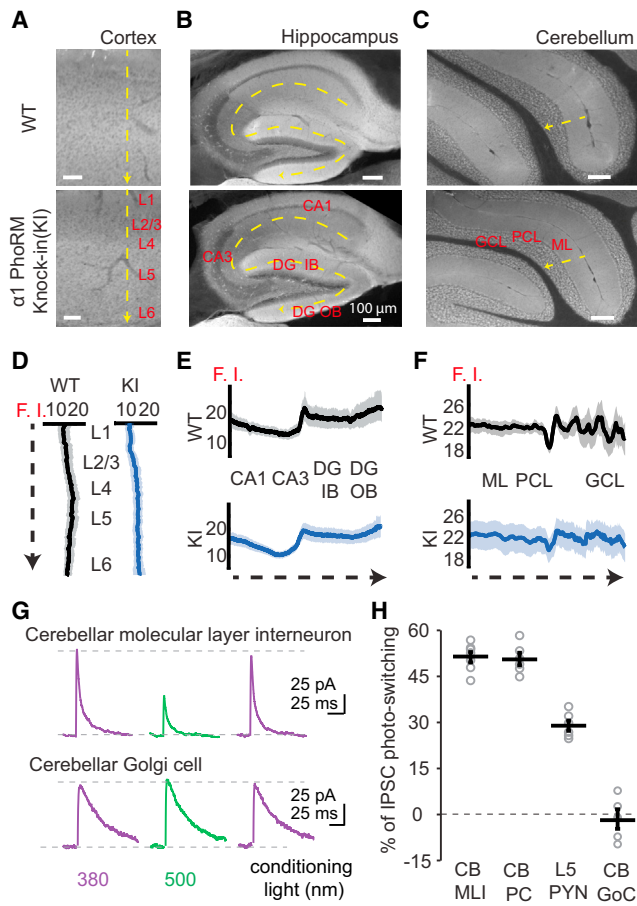 A
Cortex
B
Hippocampus
C
Cerebellum
WT
α1 PhoRM
Knock-in(KI)
L1
L2/3
L4
L5
L6
CA1
CA3
DG IB
DG OB
100 µm
GCL
PCL
ML
D
WT
KI
F. I.
1020
1020
L1
L2/3
L4
L5
L6
E
F. I.
WT
20
10
CA1
CA3
DG
IB
DG
OB
KI
20
10
F
F. I.
WT
26
22
18
ML
PCL
GCL
KI
26
22
18
G
Cerebellar molecular layer interneuron
25 pA
25 ms
Cerebellar Golgi cell
25 pA
25 ms
380
500
conditioning
light (nm)
H
% of IPSC photo-switching
60
45
30
15
0
-15
CB
MLI
CB
PC
L5
PYN
CB
GoC